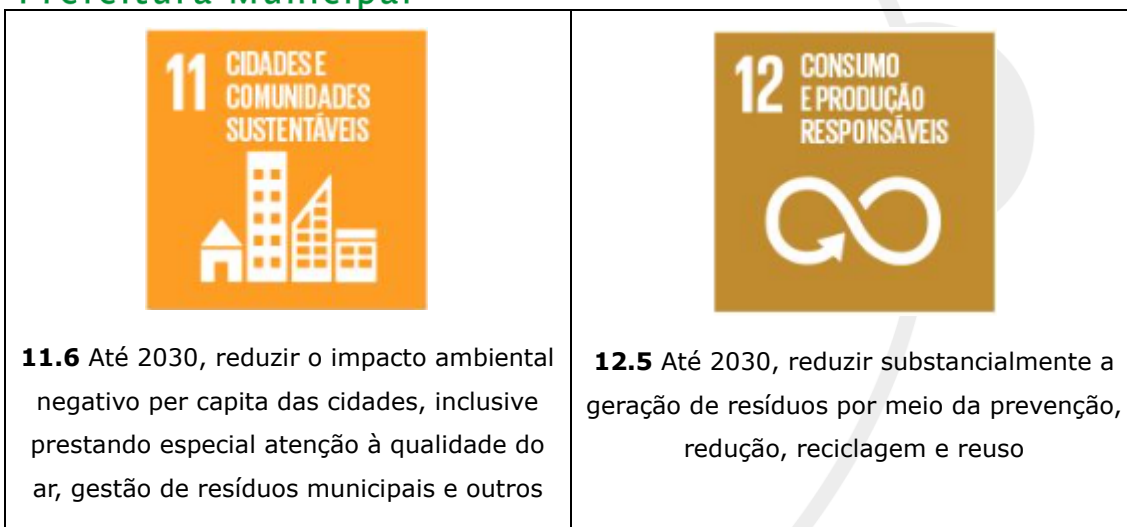 Prefeitura Municipal
11 CIDADES E
COMUNIDADES
SUSTENTÁVEIS
11.6 Até 2030, reduzir o impacto ambiental
negativo per capita das cidades, inclusive
prestando especial atenção à qualidade do
ar, gestão de resíduos municipais e outros
12 CONSUMO
E PRODUÇÃO
RESPONSÁVEIS
12.5 Até 2030, reduzir substancialmente a
geração de resíduos por meio da prevenção,
redução, reciclagem e reuso